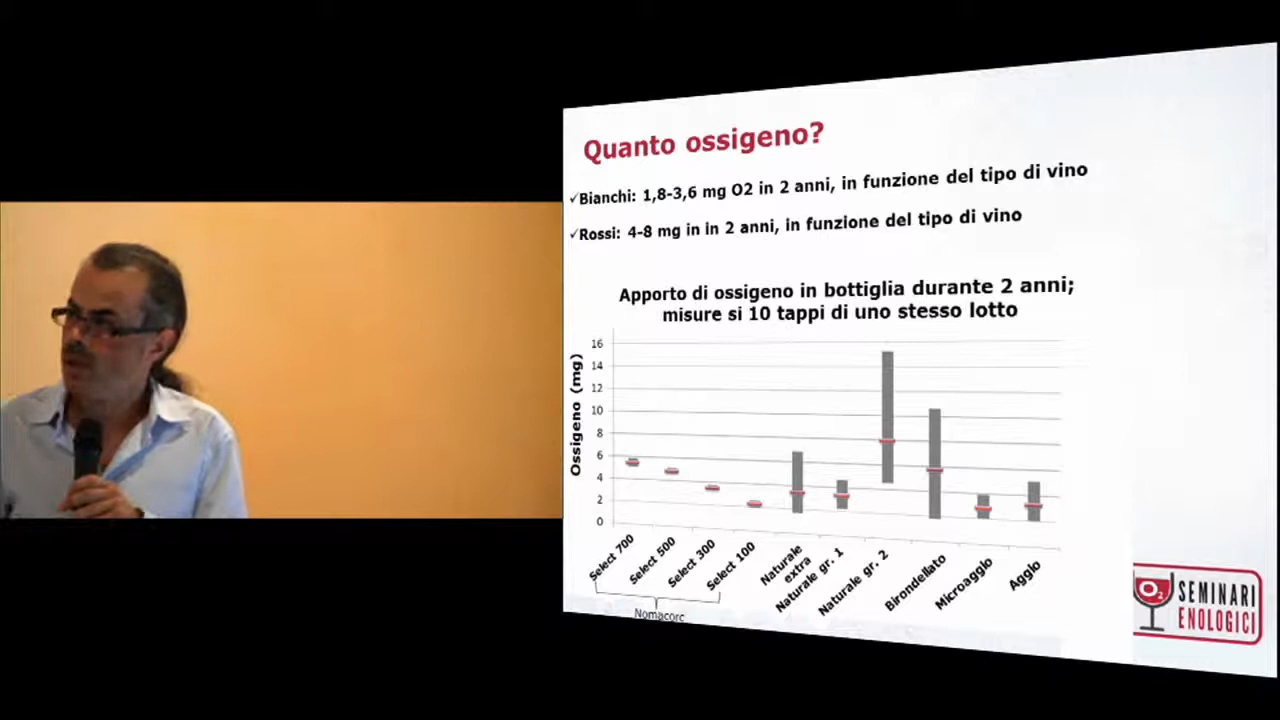 Quanto ossigeno?
✓Bianchi: 1,8-3,6 mg O2 in 2 anni, in funzione del tipo di vino
✓Rossi: 4-8 mg in in 2 anni, in funzione del tipo di vino
Apporto di ossigeno in bottiglia durante 2 anni;
misure si 10 tappi di uno stesso lotto
Ossigeno (mg)
16
14
12
10
8
6
4
2
0
Select 700
Select 500
Select 300
Select 100
Naturale
extra
Naturale gr. 1
Naturale gr. 2
Birondellato
Microagglo
Agglo
Nomacorc
O2
SEMINARI
ENOLOGICI